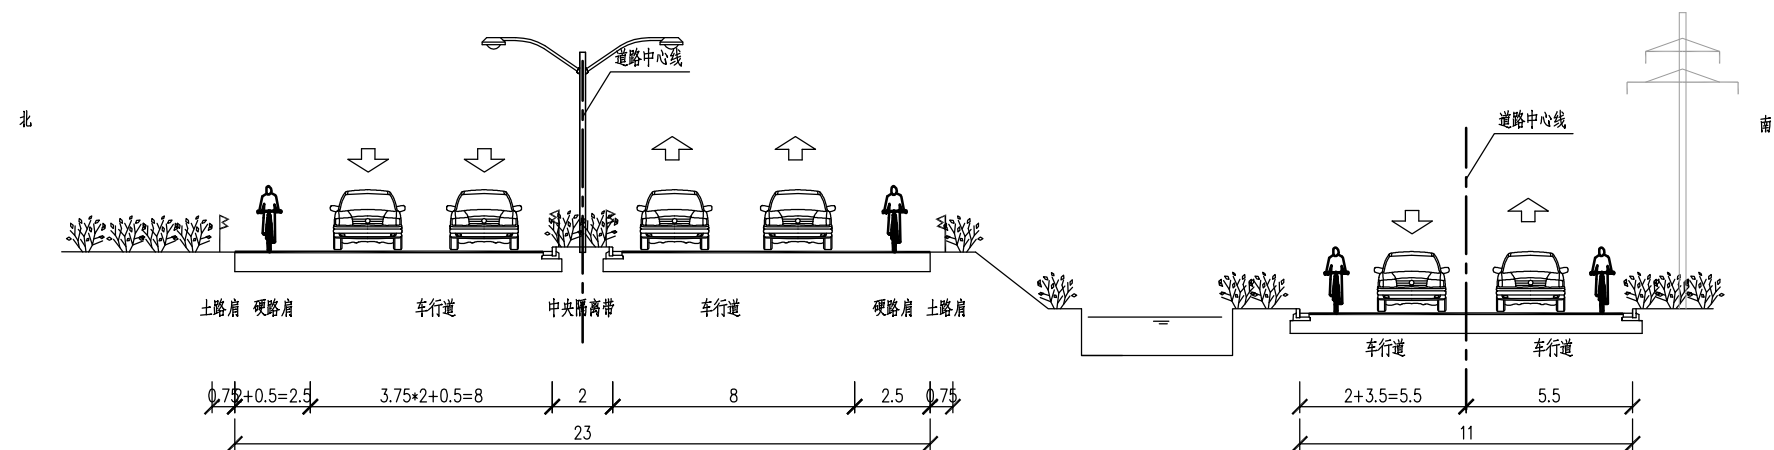 道路中心线
北
道路中心线
南
土路肩 硬路肩 车行道 中央隔离带 车行道 硬路肩 土路肩
车行道 车行道
0.75 2+0.5=2.5 3.75*2+0.5=8 2 8 2.5 0.75 2+3.5=5.5 5.5
23 11